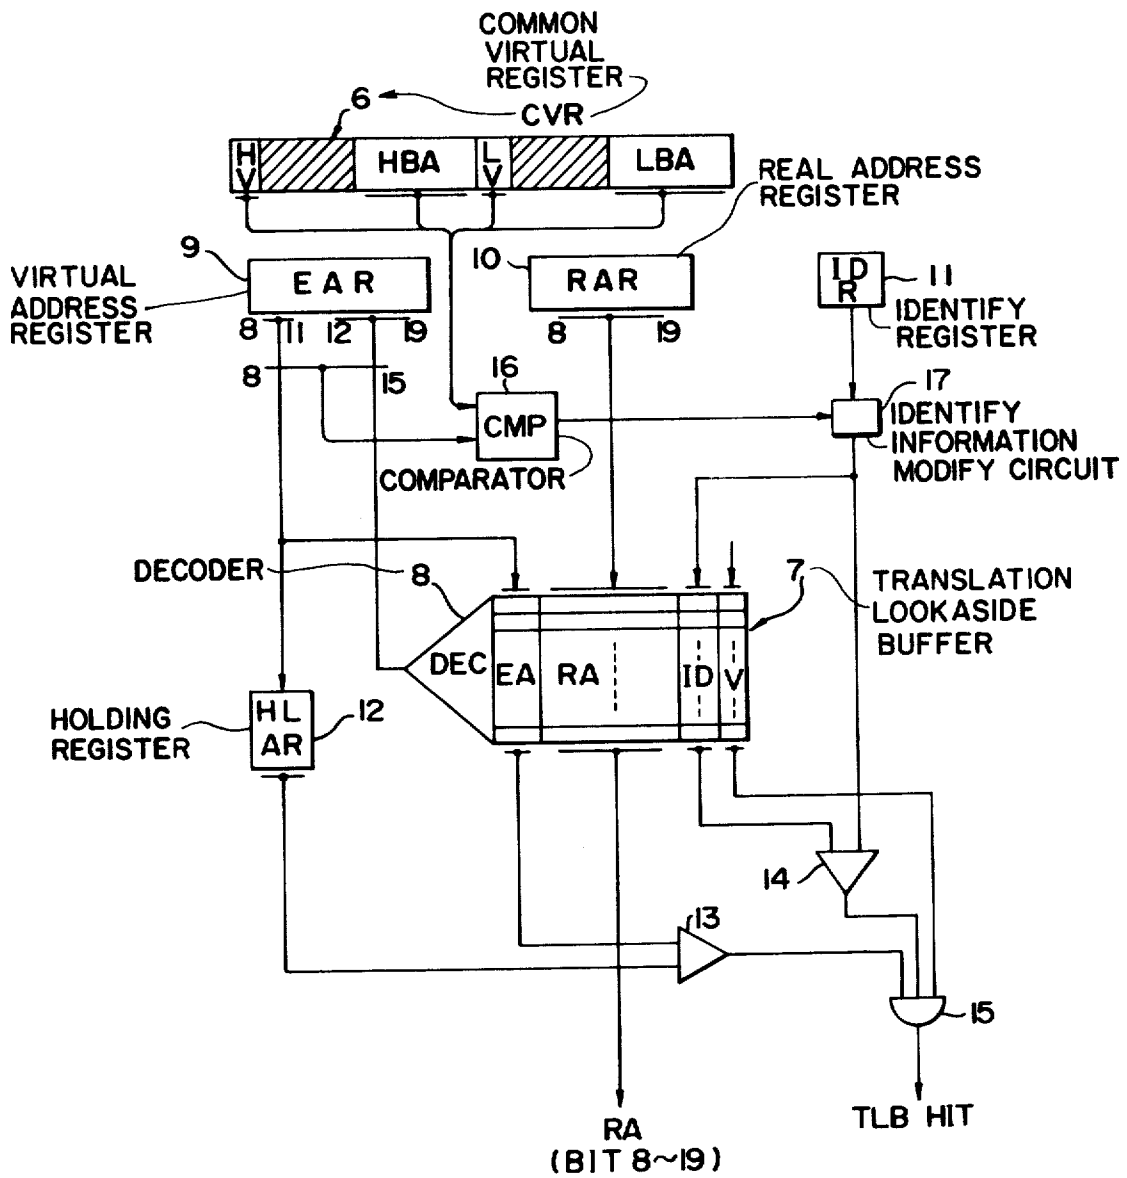 COMMON
VIRTUAL
REGISTER
6 CVR
H
V
HBA
L
V
LBA
REAL ADDRESS
REGISTER
9
VIRTUAL
ADDRESS
REGISTER
EAR
8 11 12 19
8 15
10
RAR
8 19
ID
R
11
IDENTIFY
REGISTER
16
CMP
COMPARATOR
17
IDENTIFY
INFORMATION
MODIFY CIRCUIT
DECODER 8
7 TRANSLATION
LOOKASIDE
BUFFER
DEC EA RA ID V
HOLDING
REGISTER
HL
AR
12
14
13
15
TLB HIT
RA
(BIT 8~19)